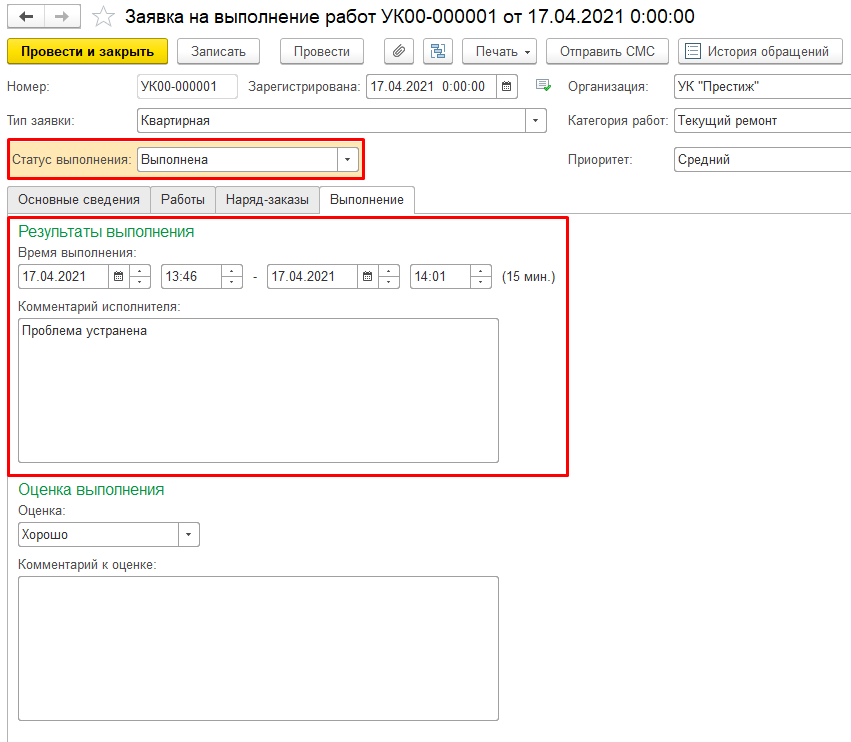 Заявка на выполнение работ УК00-000001 от 17.04.2021 0:00:00
Провести и закрыть Записать Провести Печать Отправить СМС История обращений
Номер: УК00-000001 Зарегистрирована: 17.04.2021 0:00:00 Организация: УК "Престиж"
Тип заявки: Квартирная Категория работ: Текущий ремонт
Статус выполнения: Выполнена Приоритет: Средний
Основные сведения Работы Наряд-заказы Выполнение
Результаты выполнения
Время выполнения:
17.04.2021 13:46 - 17.04.2021 14:01 (15 мин.)
Комментарий исполнителя:
Проблема устранена
Оценка выполнения
Оценка:
Хорошо
Комментарий к оценке: